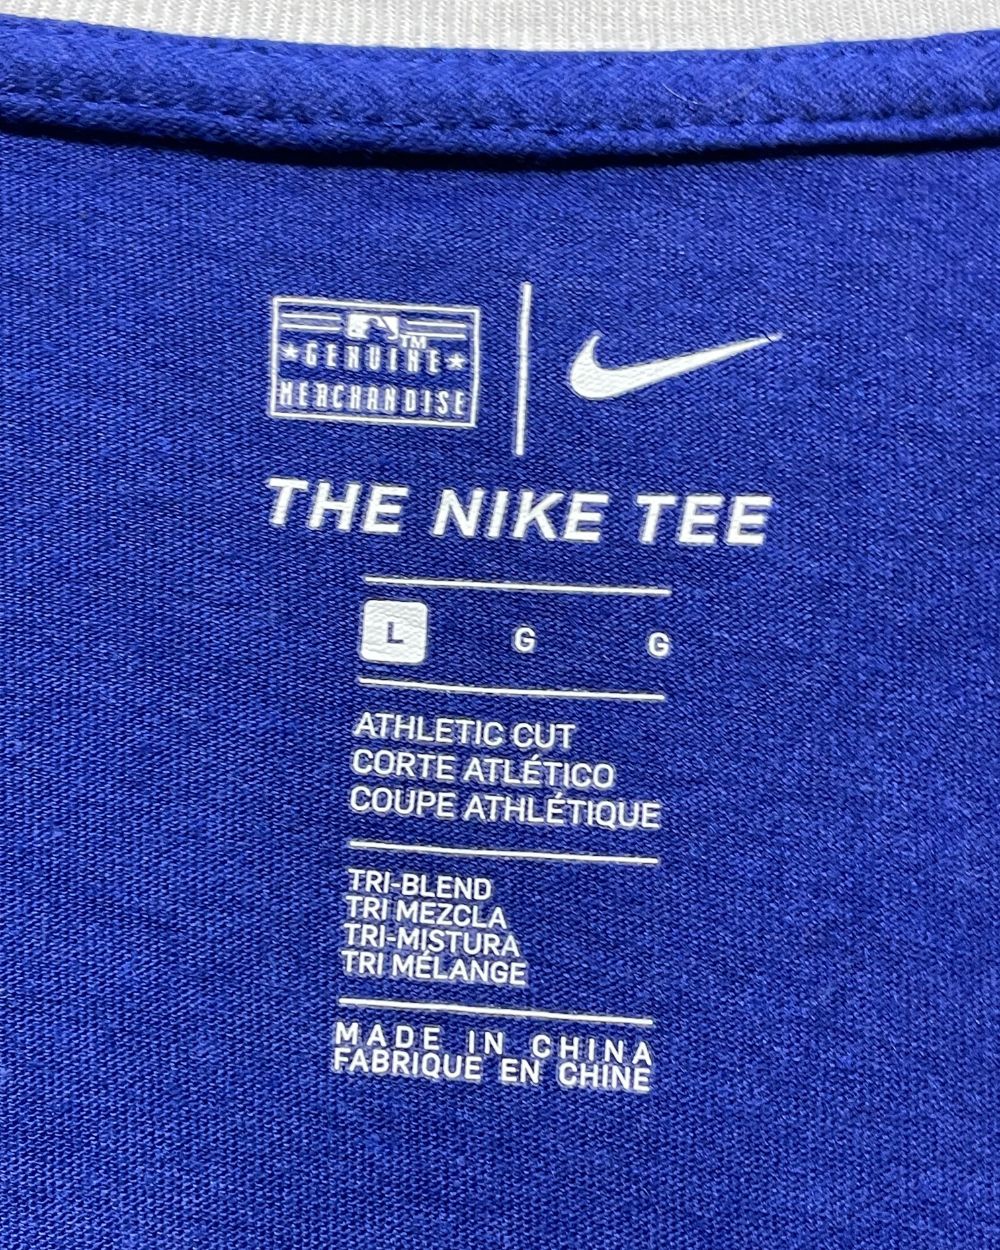 TM
★GENUINE★
MERCHANDISE
THE NIKE TEE
L G G
ATHLETIC CUT
CORTE ATLÉTICO
COUPE ATHLÉTIQUE
TRI-BLEND
TRI MEZCLA
TRI-MISTURA
TRI MÉLANGE
MADE IN CHINA
FABRIQUE EN CHINE